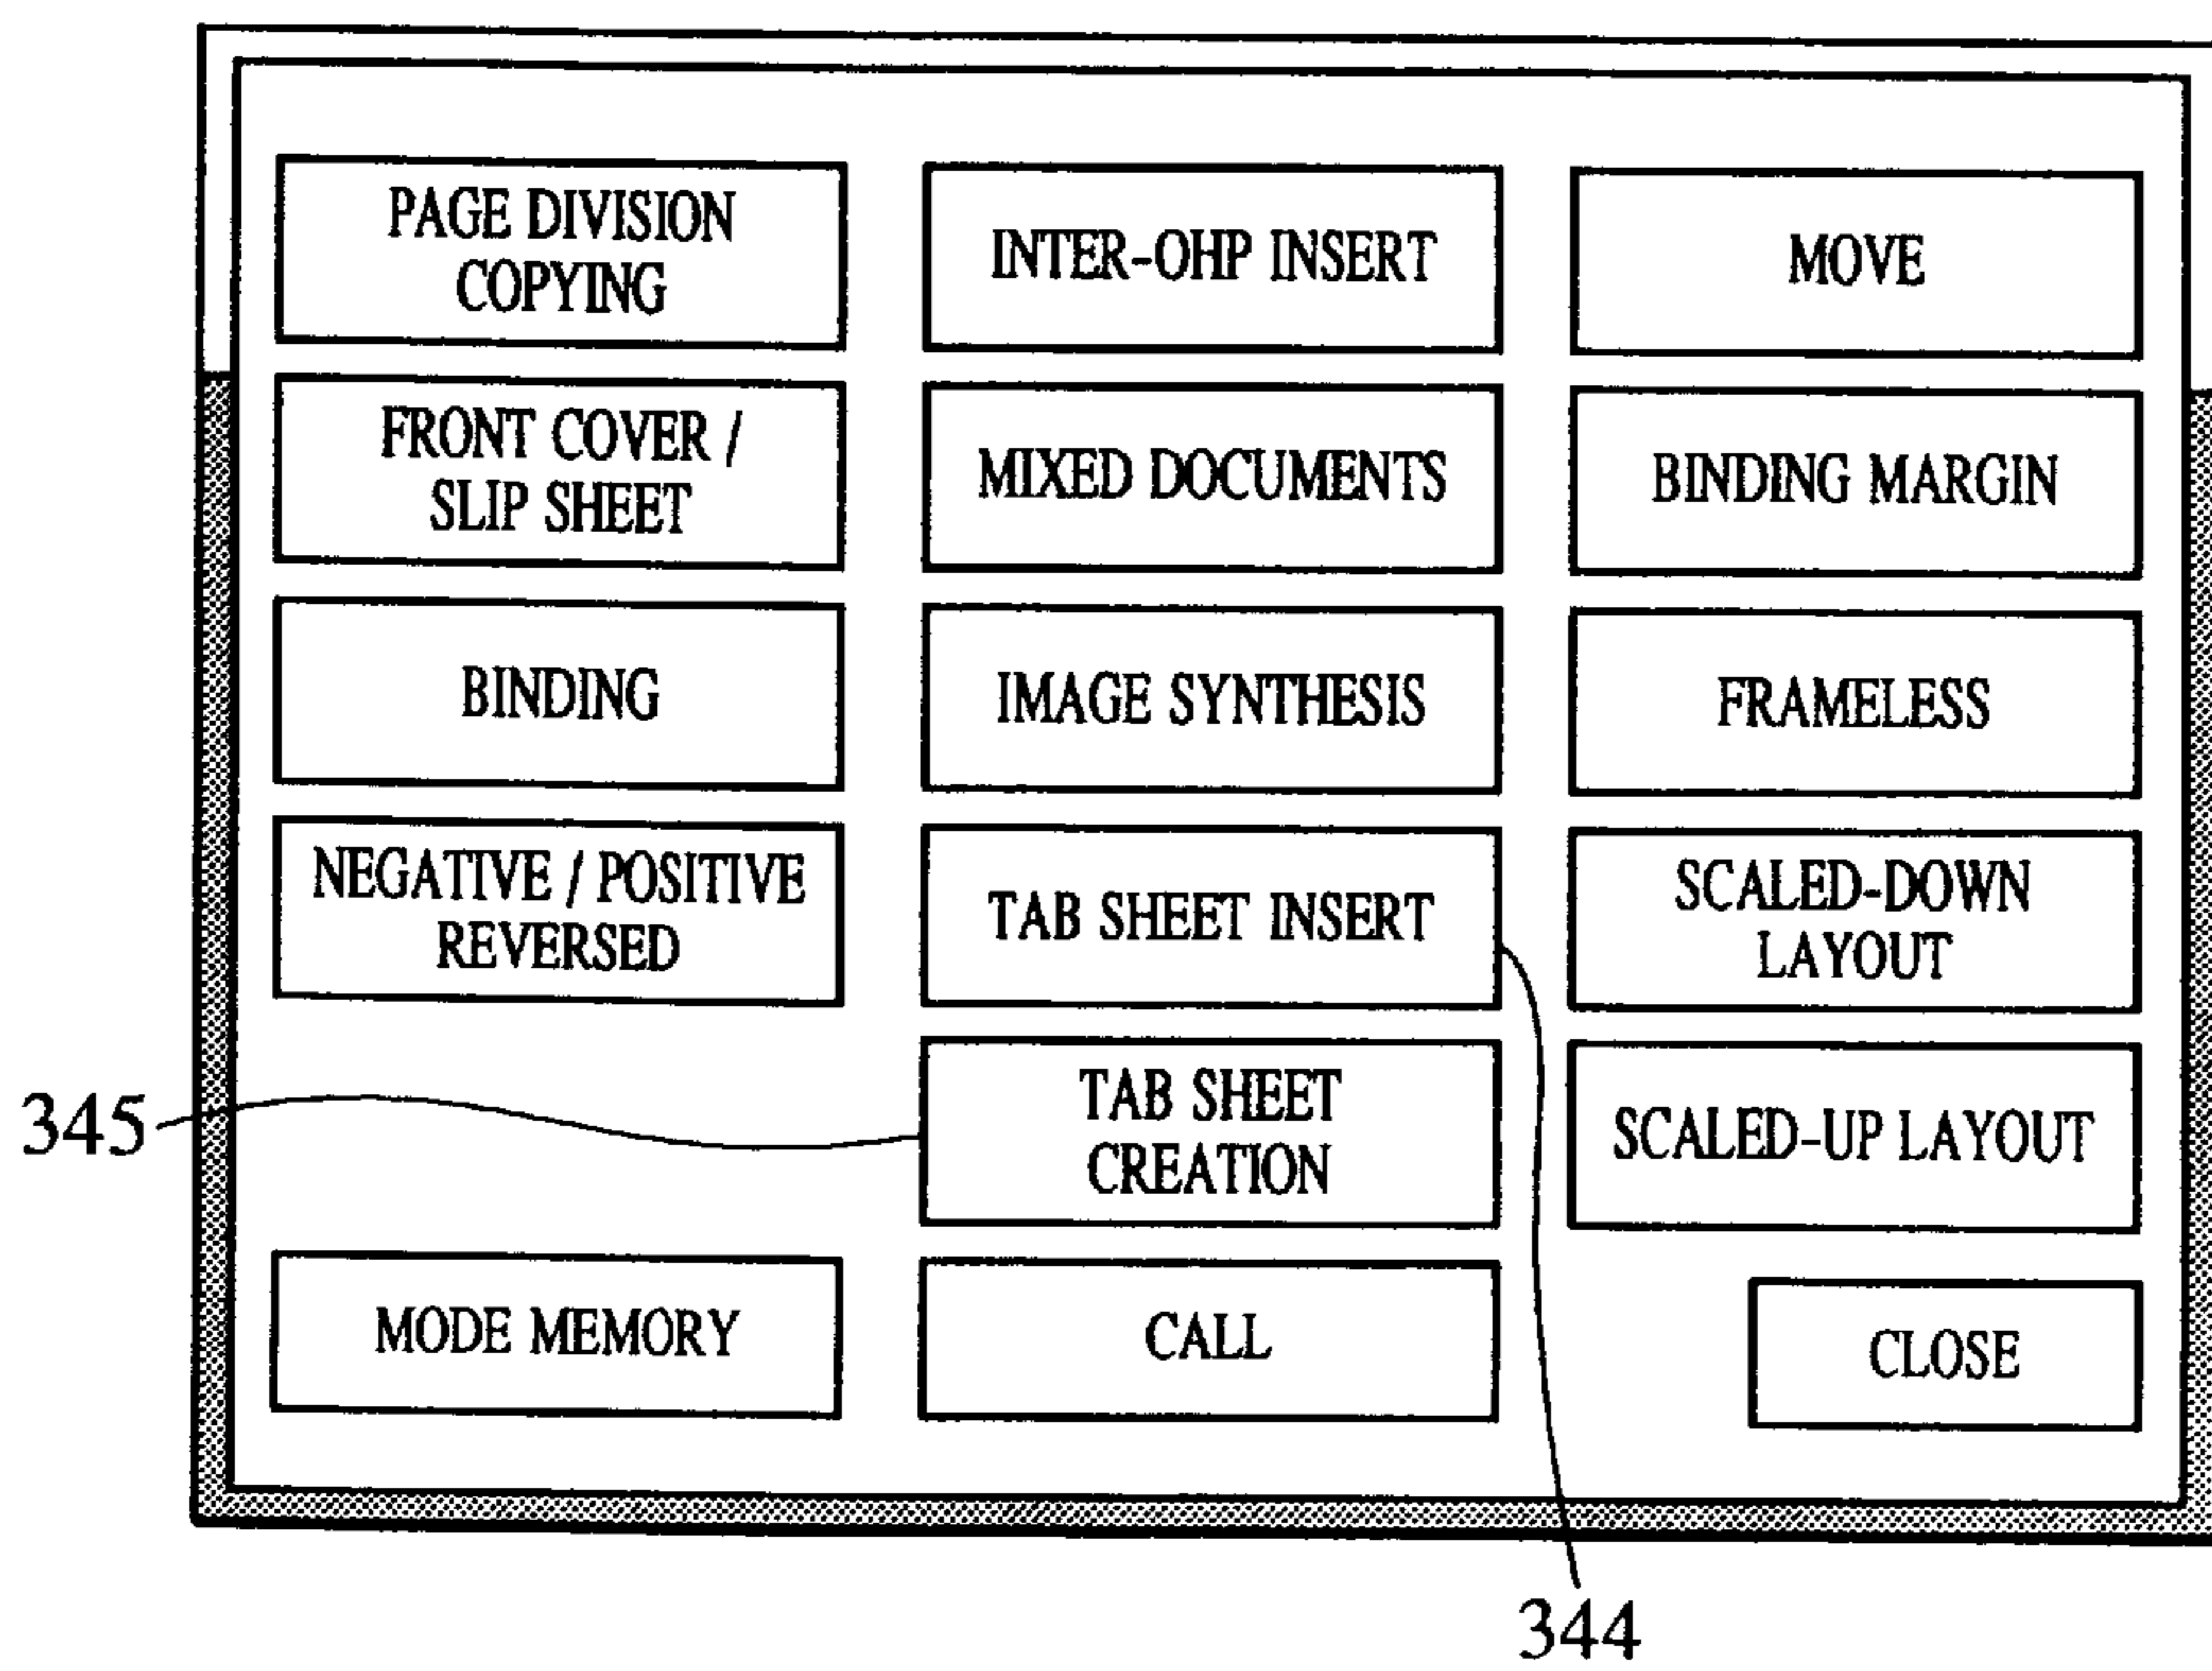 PAGE DIVISION
COPYING
INTER-OHP INSERT
MOVE
FRONT COVER /
SLIP SHEET
MIXED DOCUMENTS
BINDING MARGIN
BINDING
IMAGE SYNTHESIS
FRAMELESS
NEGATIVE / POSITIVE
REVERSED
TAB SHEET INSERT
SCALED-DOWN
LAYOUT
345
TAB SHEET
CREATION
SCALED-UP LAYOUT
MODE MEMORY
CALL
CLOSE
344